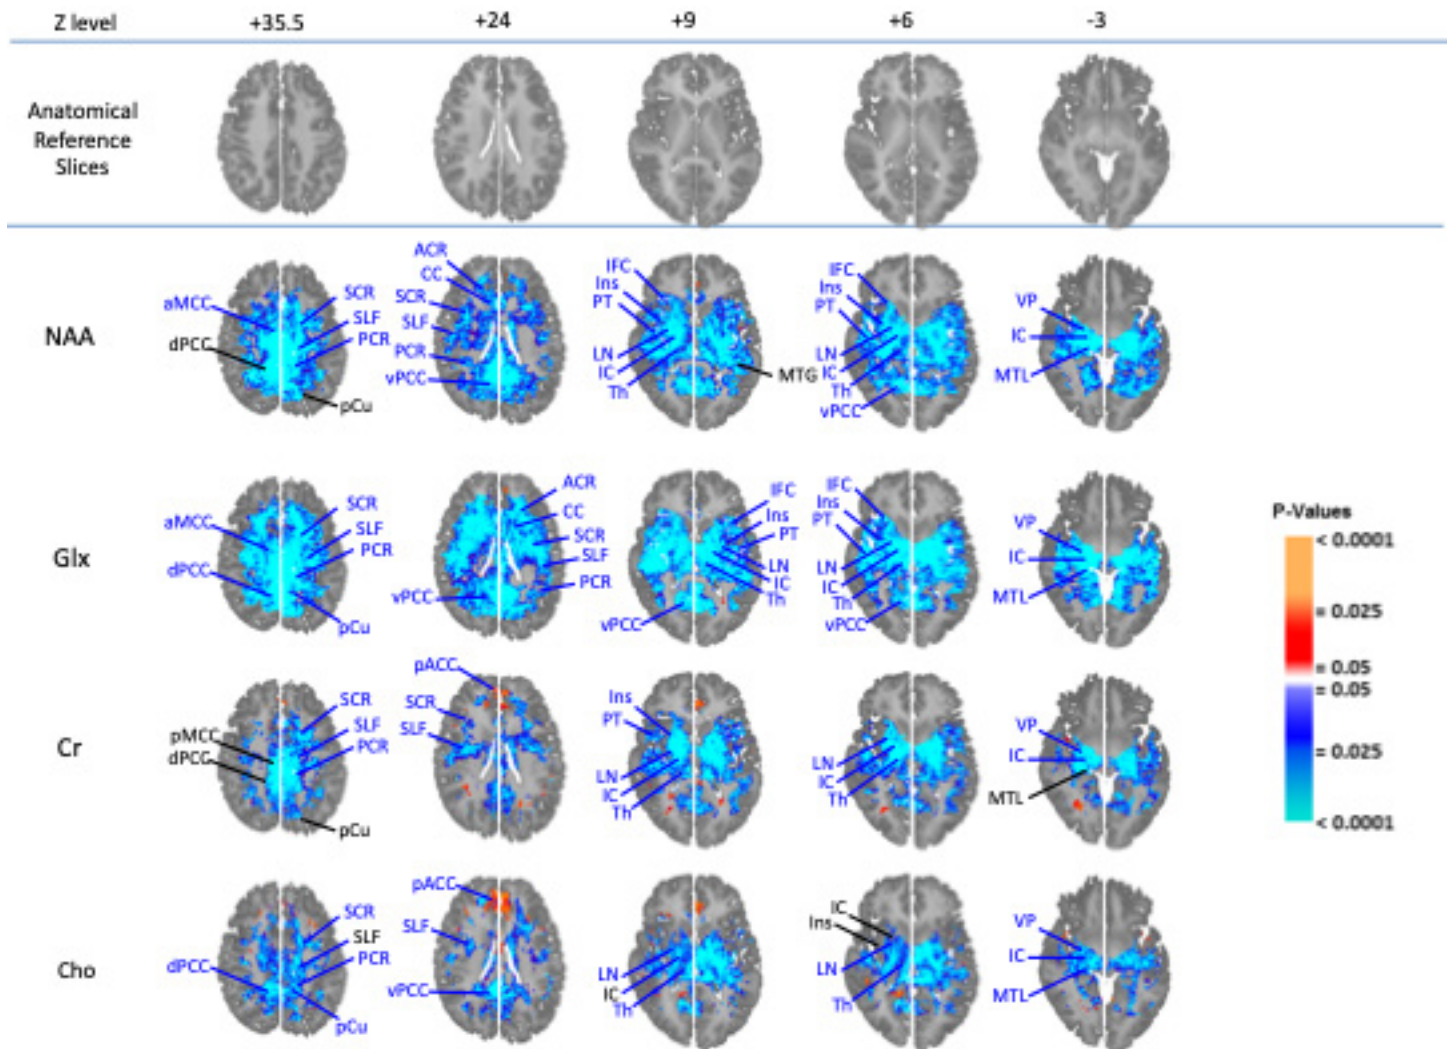 Z level +35.5 +24 +9 +6 -3
Anatomical
Reference
Slices
NAA
aMCC
dPCC
SCR
SLF
PCR
pCu
ACR
CC
SCR
SLF
PCR
vPCC
IFC
Ins
PT
LN
IC
Th
MTG
IFC
Ins
PT
LN
IC
Th
vPCC
VP
IC
MTL
Glx
aMCC
dPCC
SCR
SLF
PCR
pCu
ACR
CC
SCR
SLF
PCR
vPCC
IFC
Ins
PT
LN
IC
Th
vPCC
IFC
Ins
PT
LN
IC
Th
vPCC
VP
IC
MTL
Cr
pMCC
dPCC
SCR
SLF
PCR
pCu
pACC
SCR
SLF
Ins
PT
LN
IC
Th
LN
IC
Th
VP
IC
MTL
Cho
dPCC
SCR
SLF
PCR
pCu
pACC
SLF
vPCC
LN
IC
Th
IC
Ins
LN
Th
VP
IC
MTL
P-Values
< 0.0001
= 0.025
= 0.05
= 0.05
= 0.025
< 0.0001